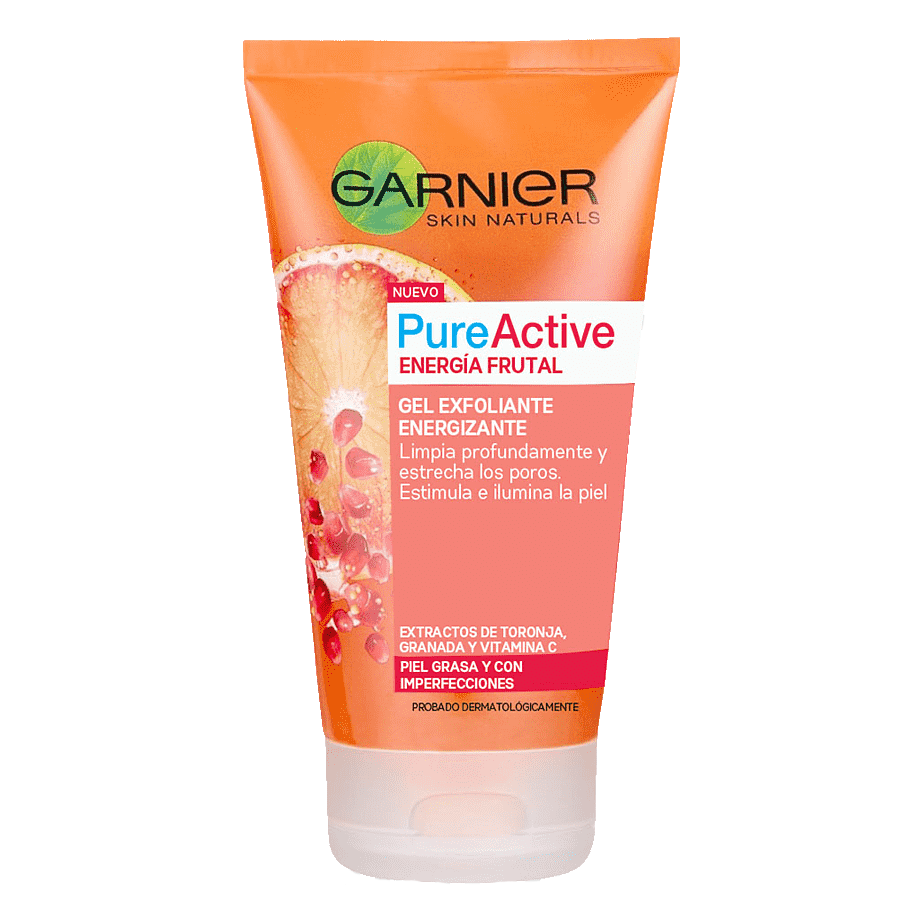 GARNIER
SKIN NATURALS
NUEVO
PureActive
ENERGÍA FRUTAL
GEL EXFOLIANTE
ENERGIZANTE
Limpia profundamente y
estrecha los poros.
Estimula e ilumina la piel
EXTRACTOS DE TORONJA,
GRANADA Y VITAMINA C
PIEL GRASA Y CON
IMPERFECCIONES
PROBADO DERMATOLÓGICAMENTE